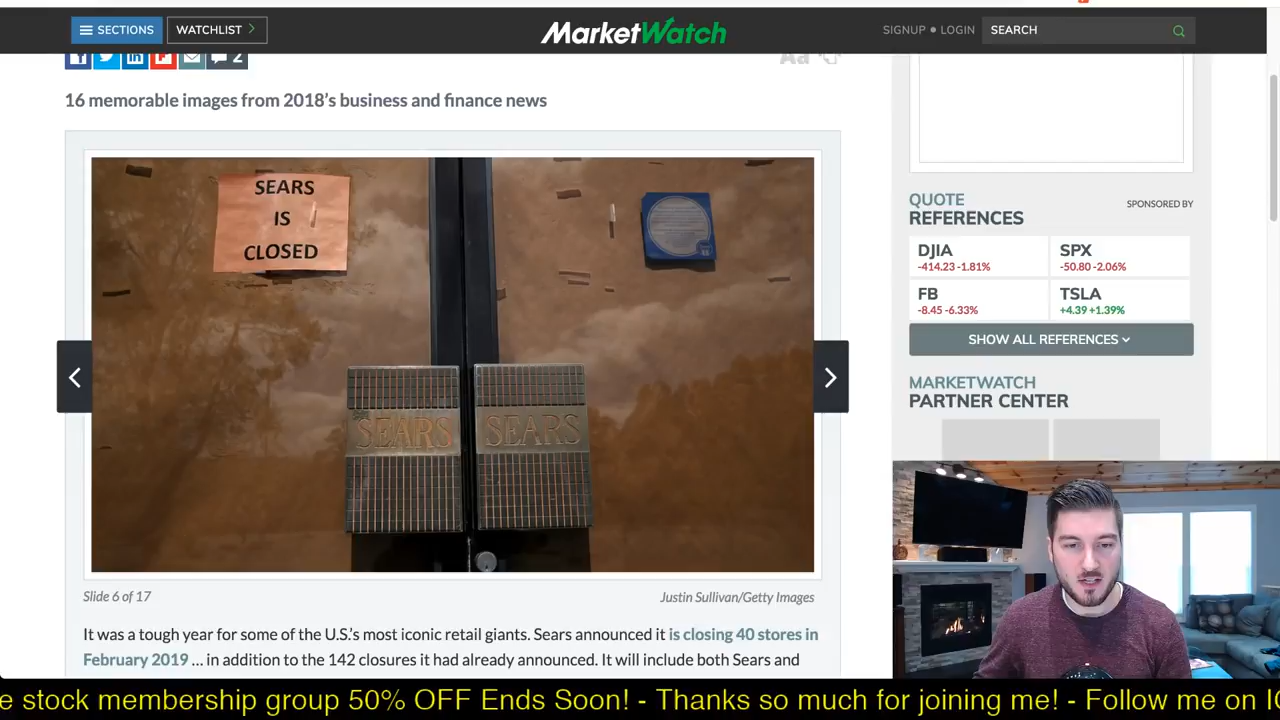 SECTIONS
WATCHLIST
MarketWatch
SIGNUP • LOGIN
SEARCH
2
Aa
16 memorable images from 2018's business and finance news
SEARS
IS
CLOSED
SEARS
SEARS
Slide 6 of 17
Justin Sullivan/Getty Images
It was a tough year for some of the U.S.'s most iconic retail giants. Sears announced it is closing 40 stores in
February 2019 ... in addition to the 142 closures it had already announced. It will include both Sears and
QUOTE
REFERENCES
SPONSORED BY
DJIA
-414.23 -1.81%
SPX
-50.80 -2.06%
FB
-8.45 -6.33%
TSLA
+4.39 +1.39%
SHOW ALL REFERENCES
MARKETWATCH
PARTNER CENTER
e stock membership group 50% OFF Ends Soon! - Thanks so much for joining me! - Follow me on